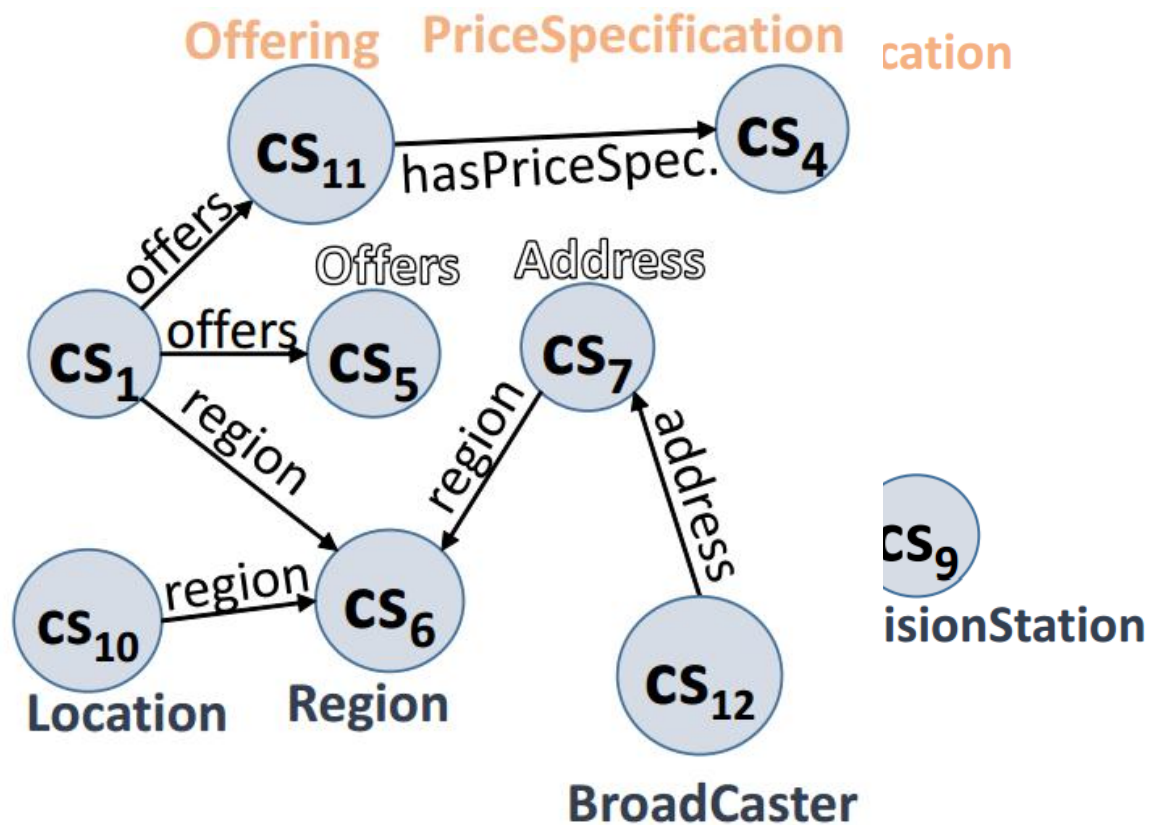 Offering
PriceSpecification
cation
cs11
hasPriceSpec.
cs4
offers
Offers
Address
cs1
offers
cs5
cs7
region
region
address
cs9
isionStation
cs10
region
cs6
cs12
Location
Region
BroadCaster